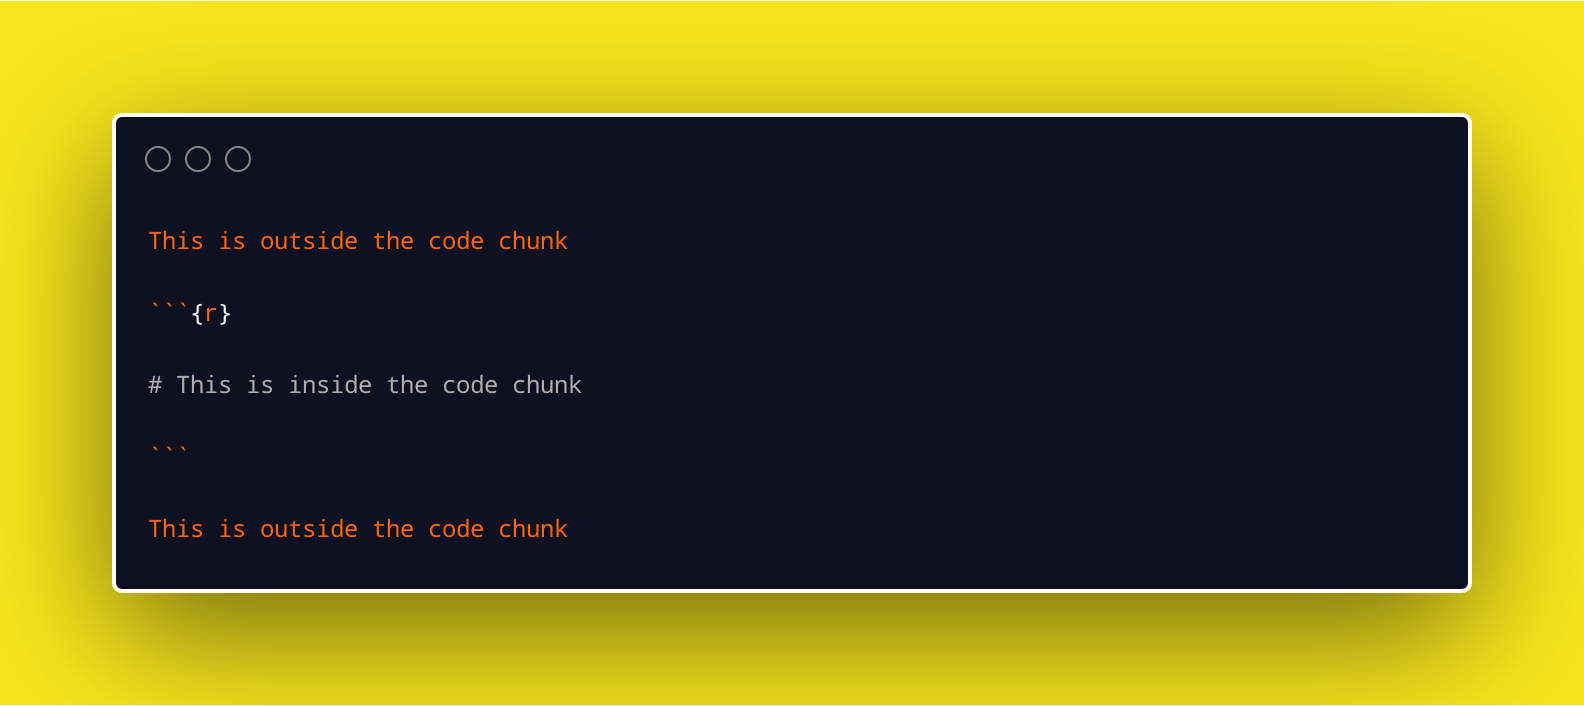 This is outside the code chunk
```{r}
# This is inside the code chunk
```
This is outside the code chunk